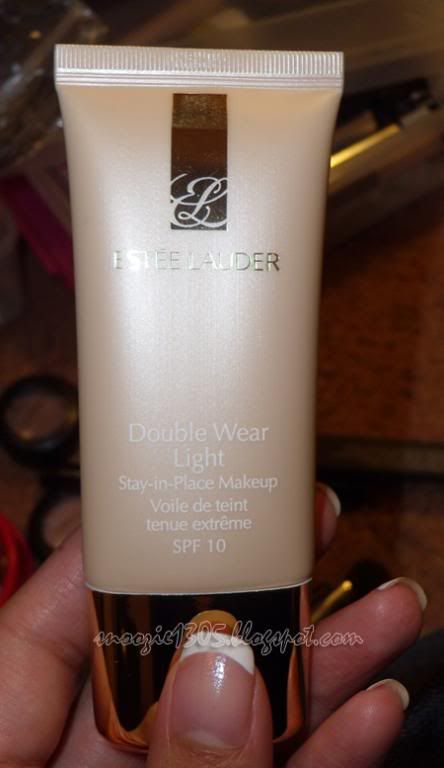 EL
ESTĒE LAUDER
Double Wear
Light
Stay-in-Place Makeup
Voile de teint
tenue extrême
SPF 10
snoozie1305.blogspot.com